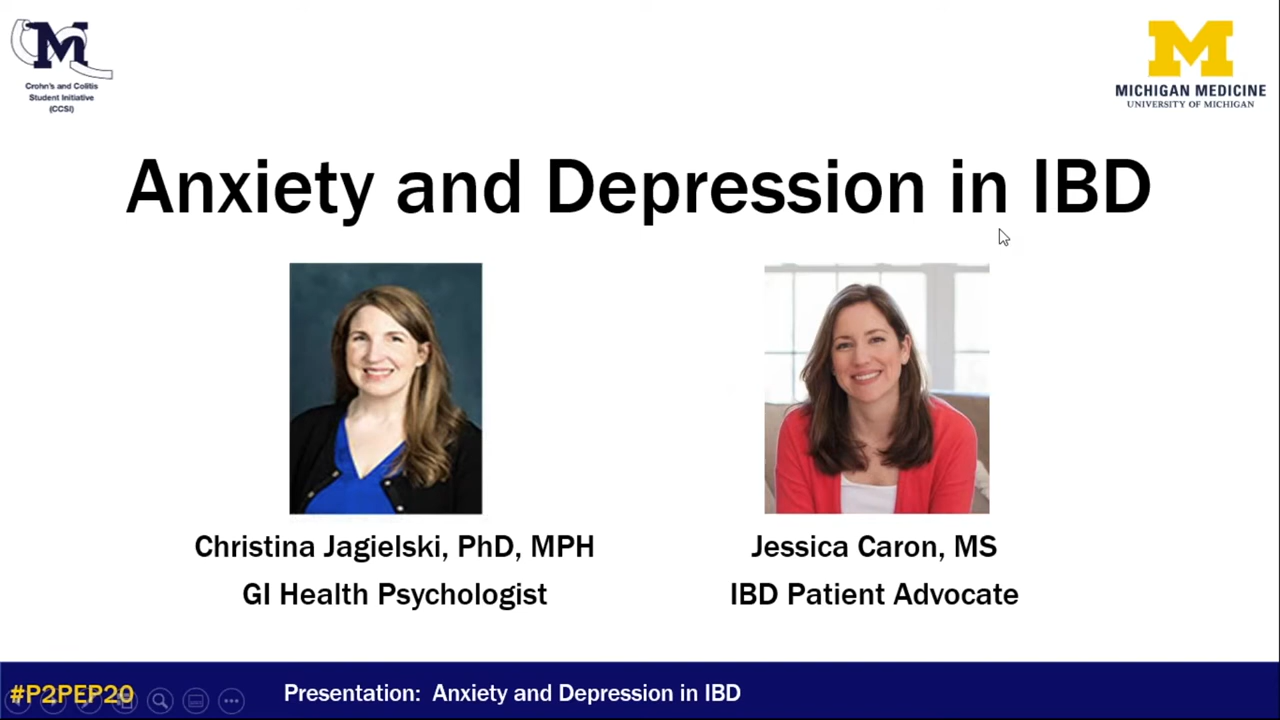 M
Crohn's and Colitis
Student Initiative
(CCSI)
M
MICHIGAN MEDICINE
UNIVERSITY OF MICHIGAN
Anxiety and Depression in IBD
Christina Jagielski, PhD, MPH
GI Health Psychologist
Jessica Caron, MS
IBD Patient Advocate
#P2PEP20
Presentation: Anxiety and Depression in IBD